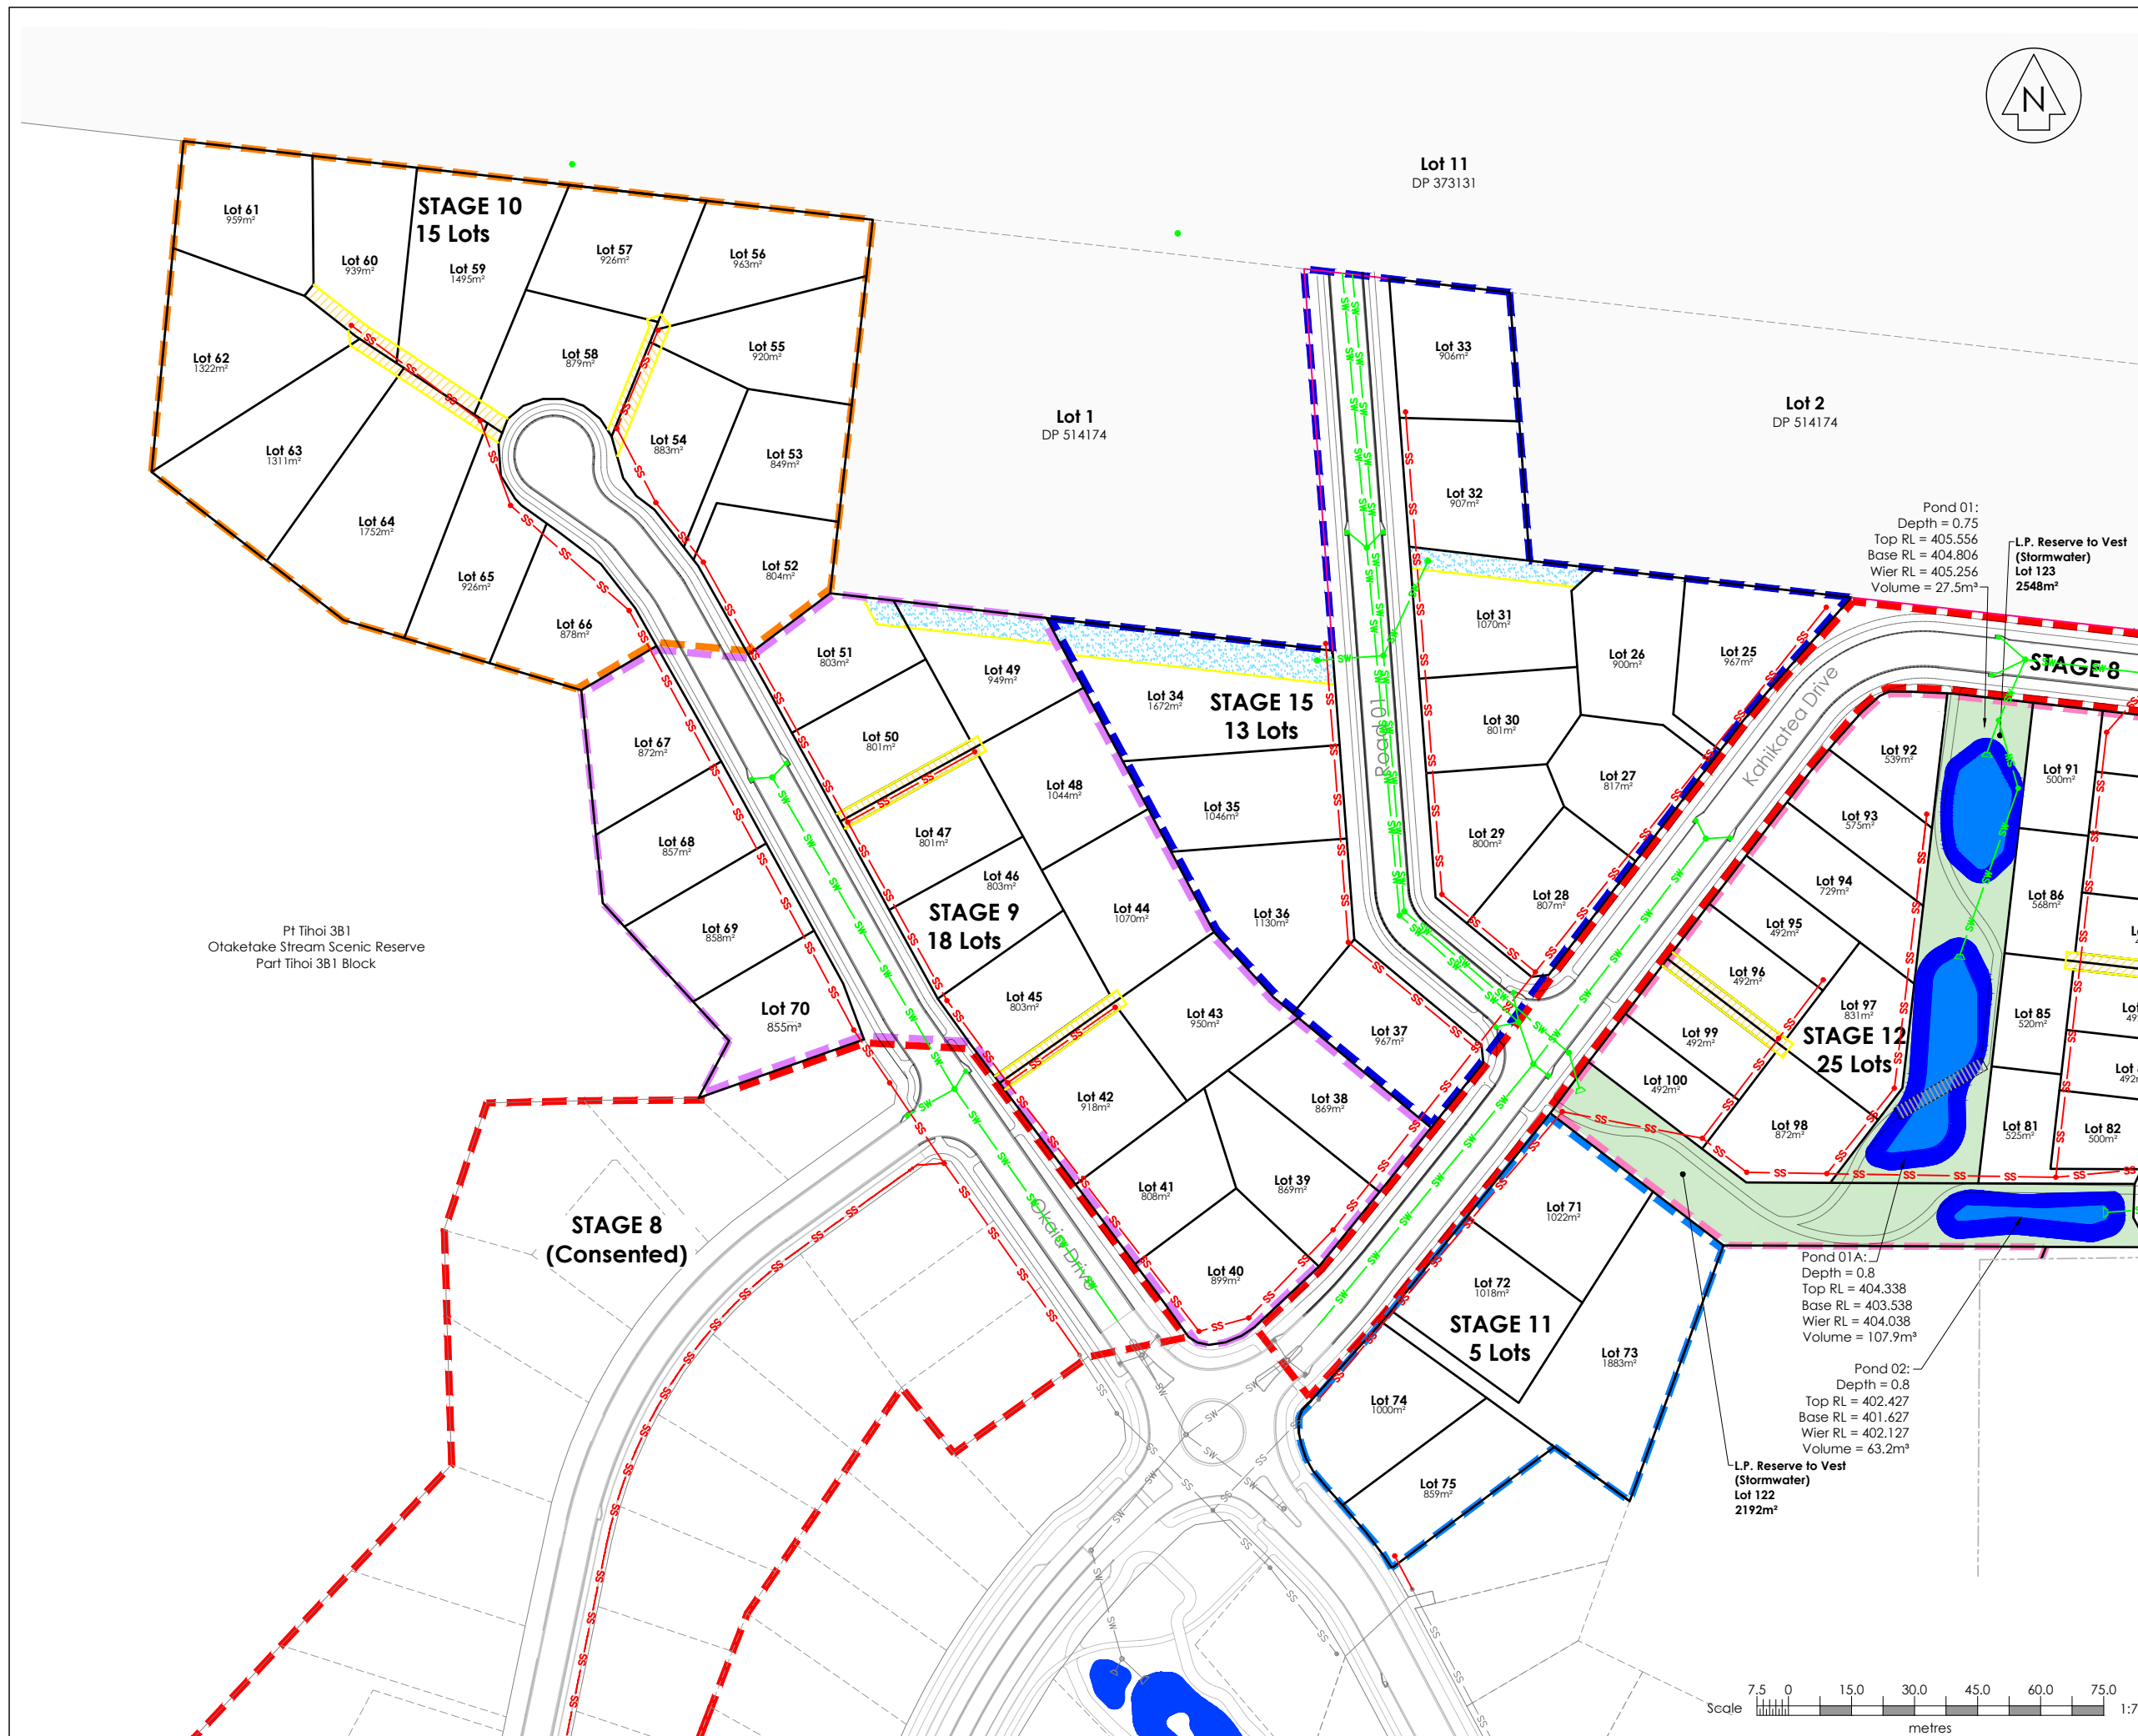 N
Lot 11
DP 373131
Lot 61
959m²
STAGE 10
15 Lots
Lot 60
939m²
Lot 59
1495m²
Lot 57
926m²
Lot 56
963m²
Lot 62
1322m²
Lot 58
879m²
Lot 55
920m²
Lot 63
1311m²
Lot 54
883m²
Lot 53
849m²
Lot 64
1752m²
Lot 52
804m²
Lot 65
926m²
Lot 66
878m²
Lot 1
DP 514174
Lot 33
906m²
Lot 32
907m²
Lot 2
DP 514174
Pond 01:
Depth = 0.75
Top RL = 405.556
Base RL = 404.806
Wier RL = 405.256
Volume = 27.5m³
L.P. Reserve to Vest
(Stormwater)
Lot 123
2548m²
Lot 51
803m²
Lot 49
949m²
Lot 50
801m²
Lot 48
1044m²
Lot 47
801m²
Lot 46
803m²
STAGE 9
18 Lots
Lot 44
1070m²
Lot 45
803m²
Lot 43
950m²
Lot 42
918m²
Lot 41
808m²
Lot 40
899m²
Lot 39
869m²
Lot 38
869m²
Lot 67
872m²
Lot 68
857m²
Lot 69
858m²
Lot 70
855m³
Lot 34
1672m²
STAGE 15
13 Lots
Lot 35
1046m²
Lot 36
1130m²
Lot 37
967m²
Road 01
Lot 31
1070m²
Lot 30
801m²
Lot 29
800m²
Lot 28
807m²
Lot 27
817m²
Lot 26
900m²
Lot 25
967m²
Kahikatea Drive
STAGE 8
Lot 92
539m²
Lot 91
500m²
Lot 93
575m²
Lot 94
729m²
Lot 95
492m²
Lot 96
492m²
Lot 97
831m²
Lot 99
492m²
STAGE 12
25 Lots
Lot 100
492m²
Lot 98
872m²
Lot 86
568m²
Lot 85
520m²
Lot 81
525m²
Lot 82
500m²
Pt Tihoi 3B1
Otaketake Stream Scenic Reserve
Part Tihoi 3B1 Block
STAGE 8
(Consented)
Okaia Drive
Lot 71
1022m²
Lot 72
1018m²
STAGE 11
5 Lots
Lot 73
1883m²
Lot 74
1000m²
Lot 75
859m²
Pond 01A:
Depth = 0.8
Top RL = 404.338
Base RL = 403.538
Wier RL = 404.038
Volume = 107.9m³
Pond 02:
Depth = 0.8
Top RL = 402.427
Base RL = 401.627
Wier RL = 402.127
Volume = 63.2m³
L.P. Reserve to Vest
(Stormwater)
Lot 122
2192m²
SS
SW
Scale
7.5 0 15.0 30.0 45.0 60.0 75.0
1:7
metres